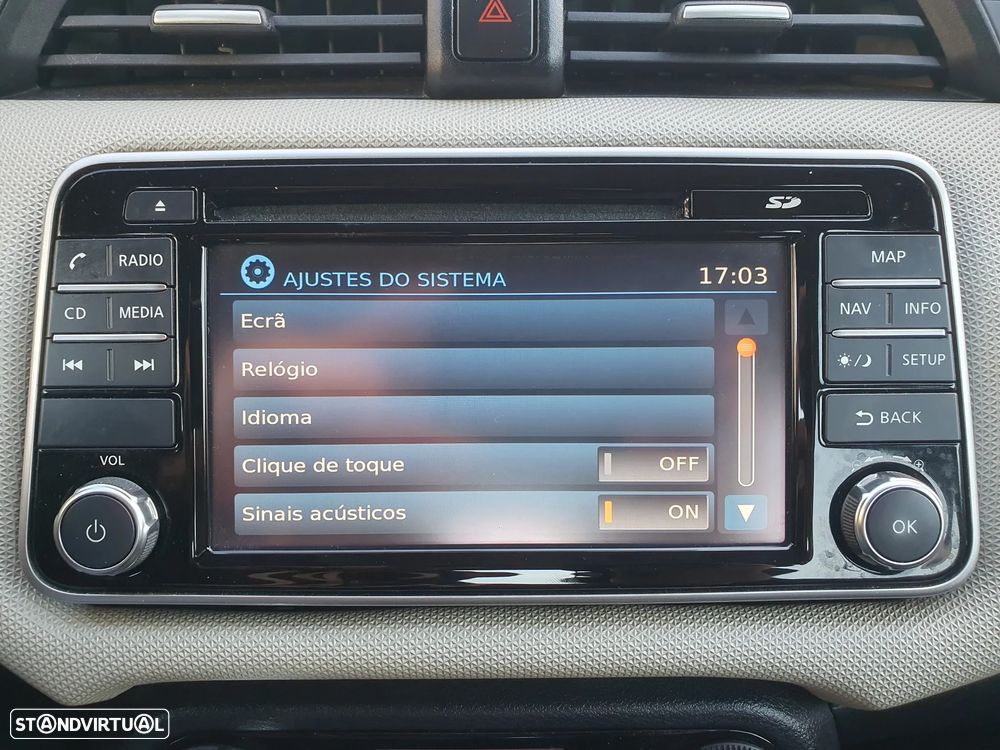 SD
RADIO
CD MEDIA
VOL
AJUSTES DO SISTEMA 17:03
Ecrã
Relógio
Idioma
Clique de toque OFF
Sinais acústicos ON
MAP
NAV INFO
SETUP
BACK
OK
STANDVIRTUAL